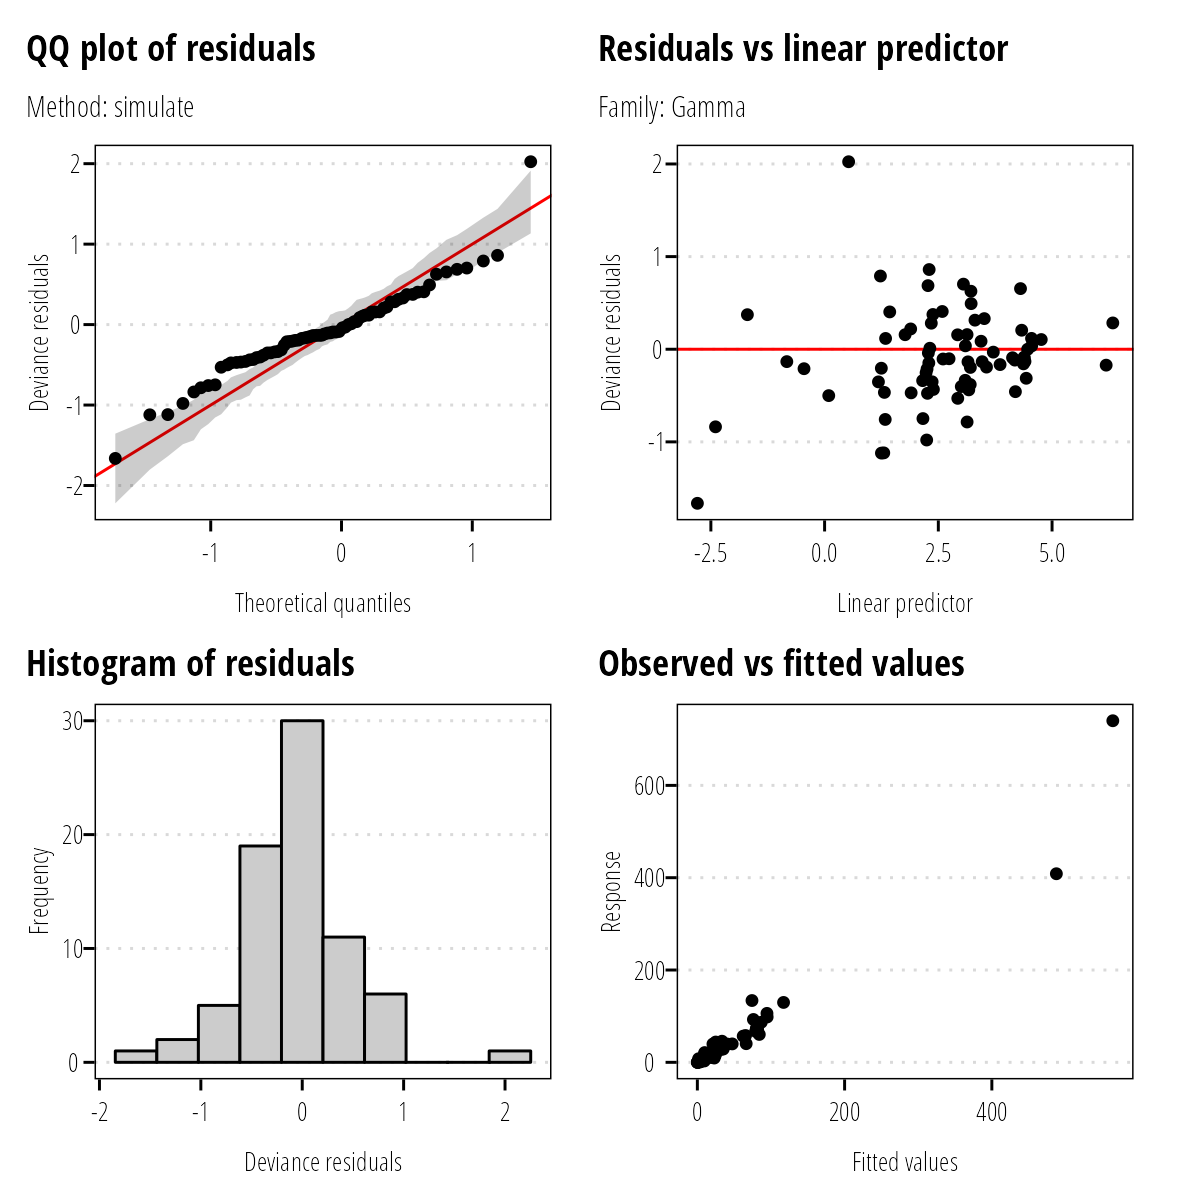 QQ plot of residuals
Method: simulate
2
1
0
-1
-2
Deviance residuals
-1
0
1
Theoretical quantiles
Residuals vs linear predictor
Family: Gamma
2
1
0
-1
Deviance residuals
-2.5
0.0
2.5
5.0
Linear predictor
Histogram of residuals
30
20
10
0
Frequency
-2
-1
0
1
2
Deviance residuals
Observed vs fitted values
600
400
200
0
Response
0
200
400
Fitted values